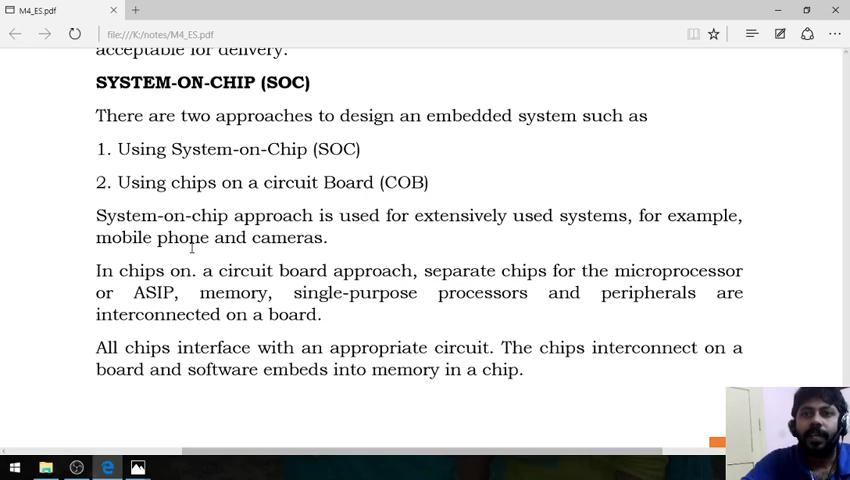 M4_ES.pdf
file:///K:/notes/M4_ES.pdf
acceptable for delivery.
SYSTEM-ON-CHIP (SOC)
There are two approaches to design an embedded system such as
1. Using System-on-Chip (SOC)
2. Using chips on a circuit Board (COB)
System-on-chip approach is used for extensively used systems, for example,
mobile phone and cameras.
In chips on. a circuit board approach, separate chips for the microprocessor
or ASIP, memory, single-purpose processors and peripherals are
interconnected on a board.
All chips interface with an appropriate circuit. The chips interconnect on a
board and software embeds into memory in a chip.